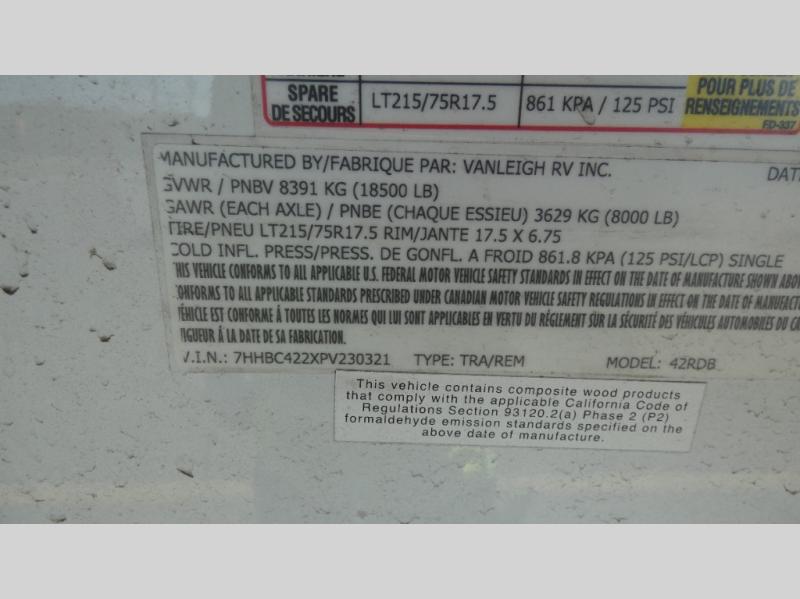 SPARE
DE SECOURS
LT215/75R17.5
861 KPA / 125 PSI
POUR PLUS DE
RENSEIGNEMENTS
FD-337
MANUFACTURED BY/FABRIQUE PAR: VANLEIGH RV INC. DAT
GVWR / PNBV 8391 KG (18500 LB)
GAWR (EACH AXLE) / PNBE (CHAQUE ESSIEU) 3629 KG (8000 LB)
TIRE/PNEU LT215/75R17.5 RIM/JANTE 17.5 X 6.75
COLD INFL. PRESS/PRESS. DE GONFL. A FROID 861.8 KPA (125 PSI/LCP) SINGLE
THIS VEHICLE CONFORMS TO ALL APPLICABLE U.S. FEDERAL MOTOR VEHICLE SAFETY STANDARDS IN EFFECT ON THE DATE OF MANUFACTURE SHOWN ABO
ONFORMS TO ALL APPLICABLE STANDARDS PRESCRIBED UNDER CANADIAN MOTOR VEHICLE SAFETY REGULATIONS IN EFFECT ON THE DATE OF MANUFACT
ÉHICLE EST CONFORME À TOUTES LES NORMES QUI LUI SONT APPLICABLES EN VERTU DU RÈGLEMENT SUR LA SÉCURITÉ DES VÉHICULES AUTOMOBILES DU C
IGUEUR À LA DATE DE SA FABRICATION.
V.I.N.: 7HHBC422XPV230321 TYPE: TRA/REM MODEL: 42RDB
This vehicle contains composite wood products
that comply with the applicable California Code of
Regulations Section 93120.2(a) Phase 2 (P2)
formaldehyde emission standards specified on the
above date of manufacture.